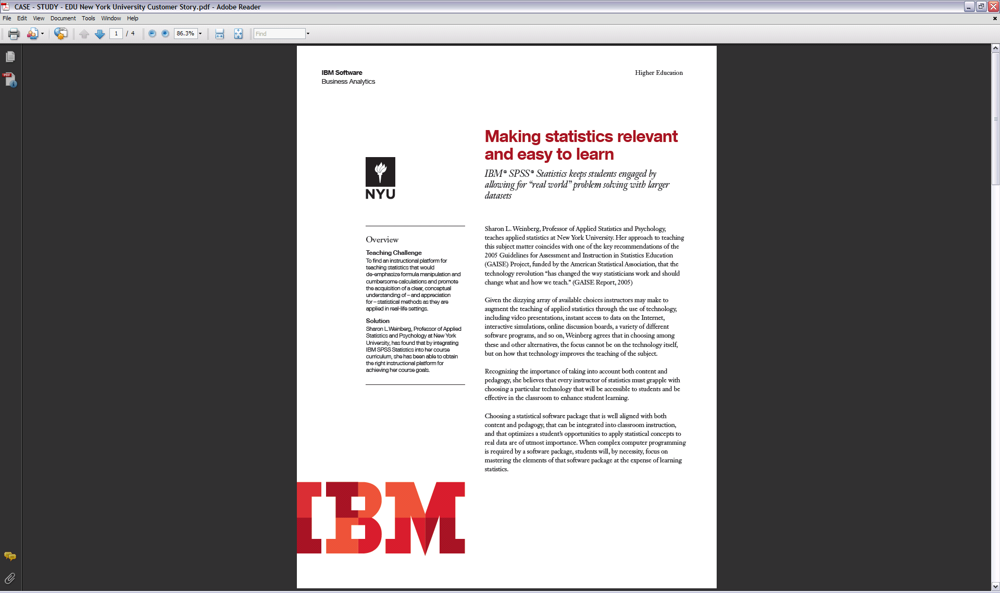 CASE - STUDY - EDU New York University Customer Story.pdf - Adobe Reader
File Edit View Document Tools Window Help
1 / 4 86.3% Find
IBM Software
Business Analytics
Higher Education
NYU
Overview
Teaching Challenge
To find an instructional platform for
teaching statistics that would
de-emphasize formula manipulation and
cumbersome calculations and promote
the acquisition of a clear, conceptual
understanding of – and appreciation
for – statistical methods as they are
applied in real-life settings.
Solution
Sharon L.Weinberg, Professor of Applied
Statistics and Psychology at New York
University, has found that by integrating
IBM SPSS Statistics into her course
curriculum, she has been able to obtain
the right instructional platform for
achieving her course goals.
Making statistics relevant
and easy to learn
IBM® SPSS® Statistics keeps students engaged by
allowing for “real world” problem solving with larger
datasets
Sharon L. Weinberg, Professor of Applied Statistics and Psychology,
teaches applied statistics at New York University. Her approach to teaching
this subject matter coincides with one of the key recommendations of the
2005 Guidelines for Assessment and Instruction in Statistics Education
(GAISE) Project, funded by the American Statistical Association, that the
technology revolution “has changed the way statisticians work and should
change what and how we teach.” (GAISE Report, 2005)
Given the dizzying array of available choices instructors may make to
augment the teaching of applied statistics through the use of technology,
including video presentations, instant access to data on the Internet,
interactive simulations, online discussion boards, a variety of different
software programs, and so on, Weinberg agrees that in choosing among
these and other alternatives, the focus cannot be on the technology itself,
but on how that technology improves the teaching of the subject.
Recognizing the importance of taking into account both content and
pedagogy, she believes that every instructor of statistics must grapple with
choosing a particular technology that will be accessible to students and be
effective in the classroom to enhance student learning.
Choosing a statistical software package that is well aligned with both
content and pedagogy, that can be integrated into classroom instruction,
and that optimizes a student’s opportunities to apply statistical concepts to
real data are of utmost importance. When complex computer programming
is required by a software package, students will, by necessity, focus on
mastering the elements of that software package at the expense of learning
statistics.
IBM